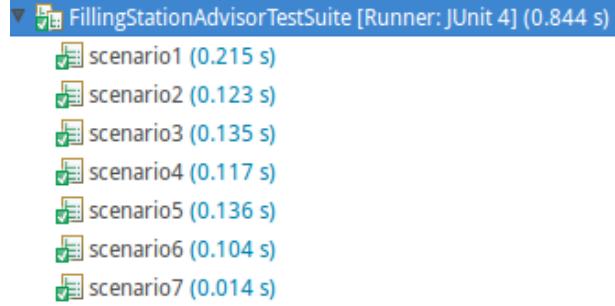 FillingStationAdvisorTestSuite [Runner: JUnit 4] (0.844 s)
scenario1 (0.215 s)
scenario2 (0.123 s)
scenario3 (0.135 s)
scenario4 (0.117 s)
scenario5 (0.136 s)
scenario6 (0.104 s)
scenario7 (0.014 s)